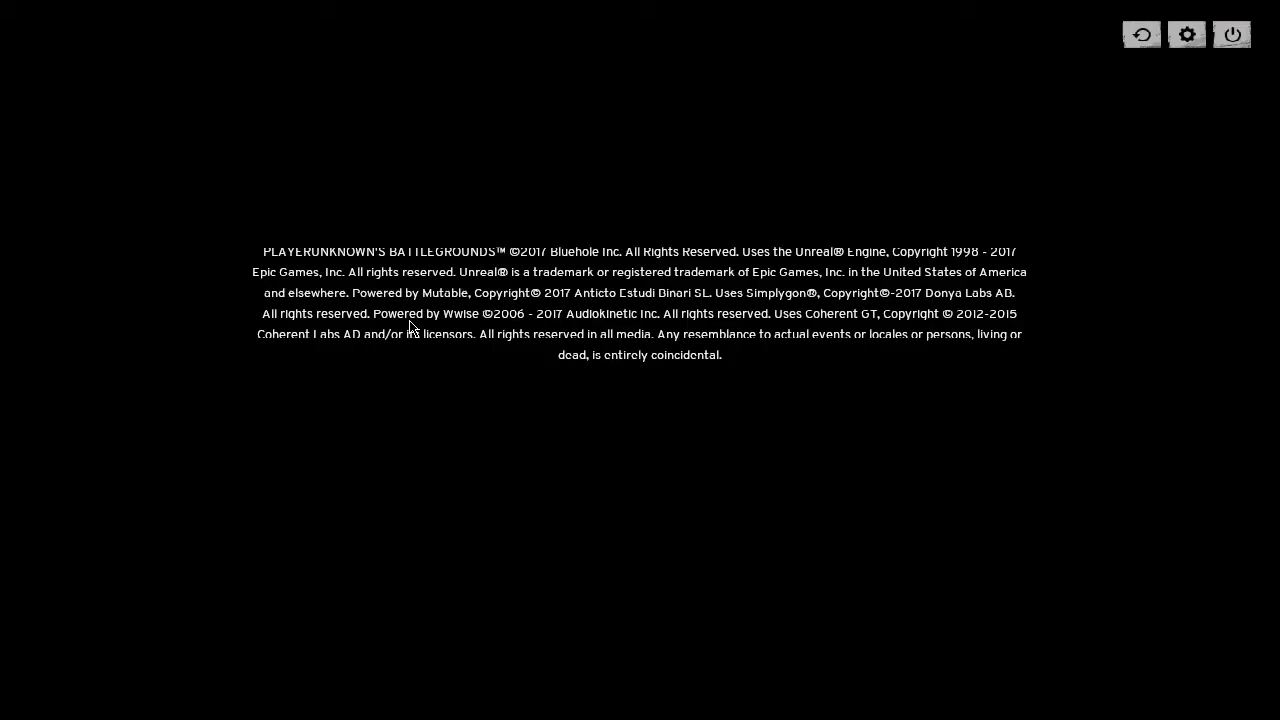 PLAYERUNKNOWN'S BATTLEGROUNDS™ ©2017 Bluehole Inc. All Rights Reserved. Uses the Unreal® Engine, Copyright 1998 - 2017
Epic Games, Inc. All rights reserved. Unreal® is a trademark or registered trademark of Epic Games, Inc. in the United States of America
and elsewhere. Powered by Mutable, Copyright© 2017 Anticto Estudi Binari SL. Uses Simplygon®, Copyright©-2017 Donya Labs AB.
All rights reserved. Powered by Wwise ©2006 - 2017 Audiokinetic Inc. All rights reserved. Uses Coherent GT, Copyright © 2012-2015
Coherent Labs AD and/or its licensors. All rights reserved in all media. Any resemblance to actual events or locales or persons, living or
dead, is entirely coincidental.